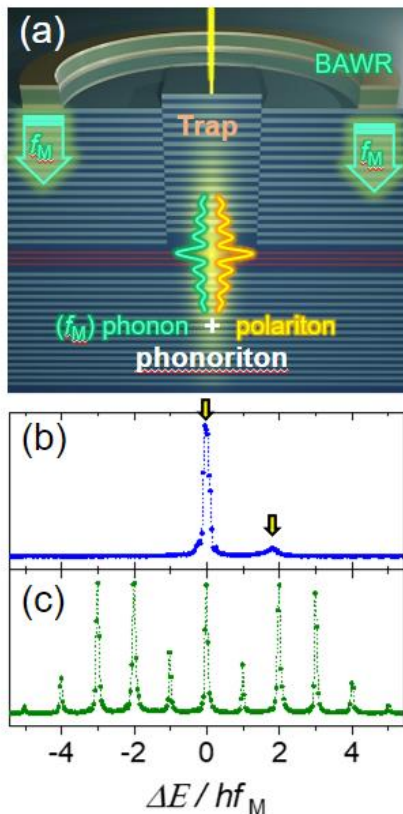 (a)
BAWR
Trap
fM
fM
(fM) phonon + polariton
phonoriton
(b)
(c)
-4 -2 0 2 4
ΔE / hfM